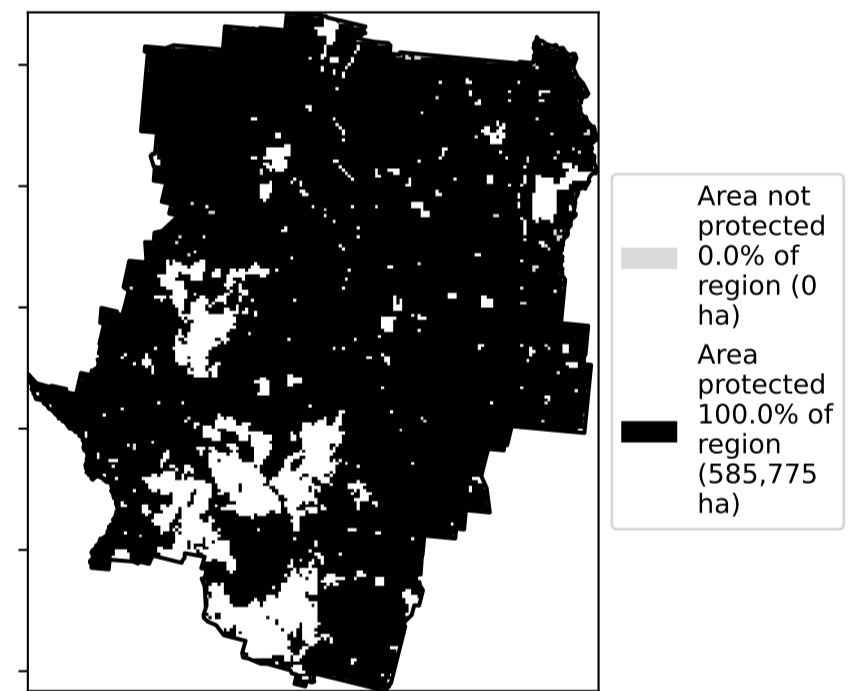 Area not
protected
0.0% of
region (0
ha)
Area
protected
100.0% of
region
(585,775
ha)